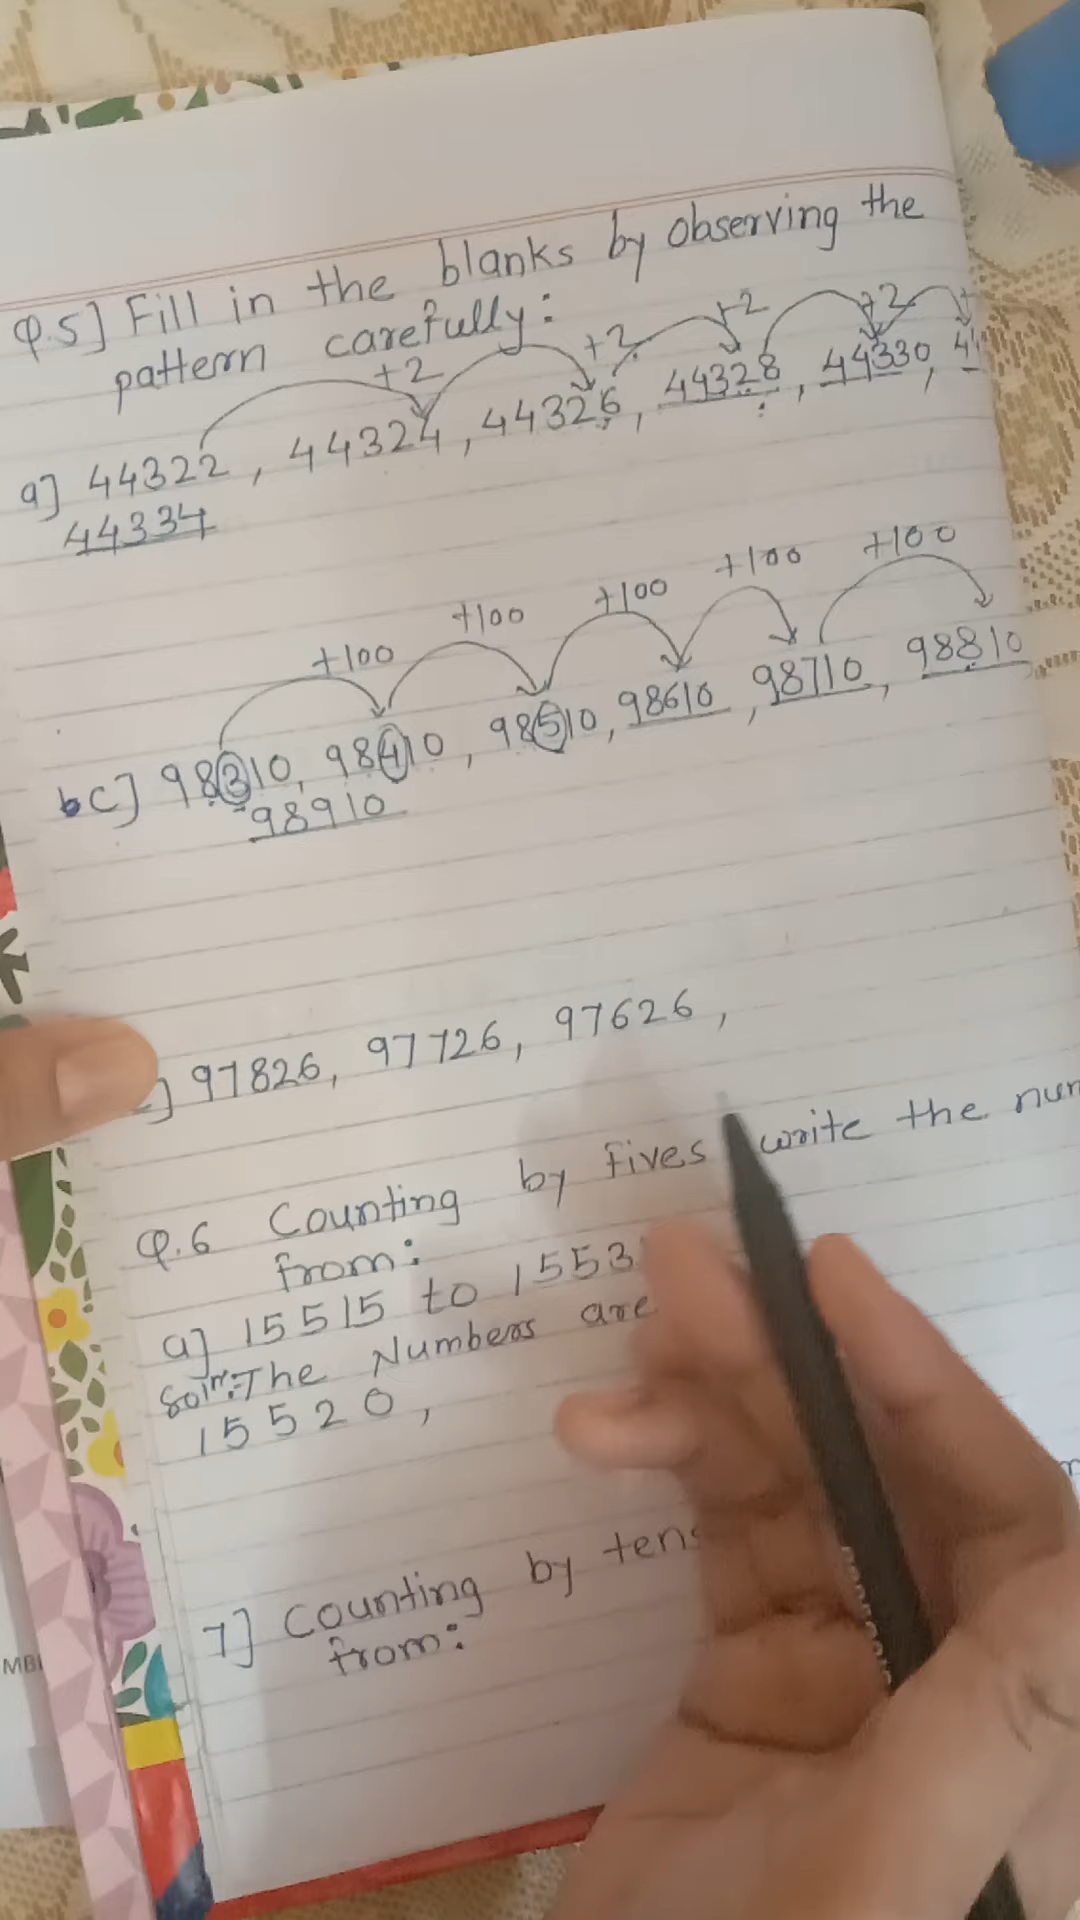 Q.5] Fill in the blanks by observing the
pattern carefully:
+2 +2 +2 +2
a] 44322, 44324, 44326, 44328, 44330,
44334
+100 +100 +100 +100 +100
bc] 98310, 98410, 98510, 98610, 98710, 98810
98910
] 97826, 97726, 97626,
Q.6 Counting by fives write the
from:
a] 15515 to 1553
Soln:-The Numbers are
15520,
7] Counting by tens
from: